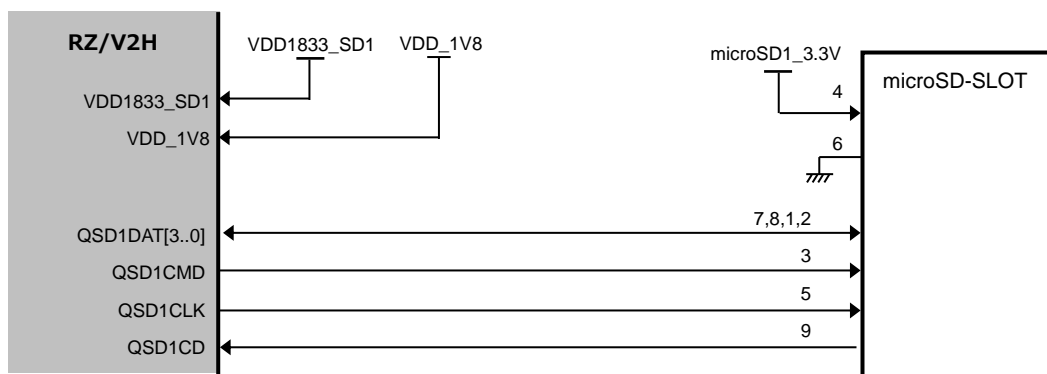 RZ/V2H
VDD1833_SD1
VDD_1V8
microSD1_3.3V
microSD-SLOT
VDD1833_SD1
4
VDD_1V8
6
QSD1DAT[3..0]
7,8,1,2
QSD1CMD
3
QSD1CLK
5
QSD1CD
9